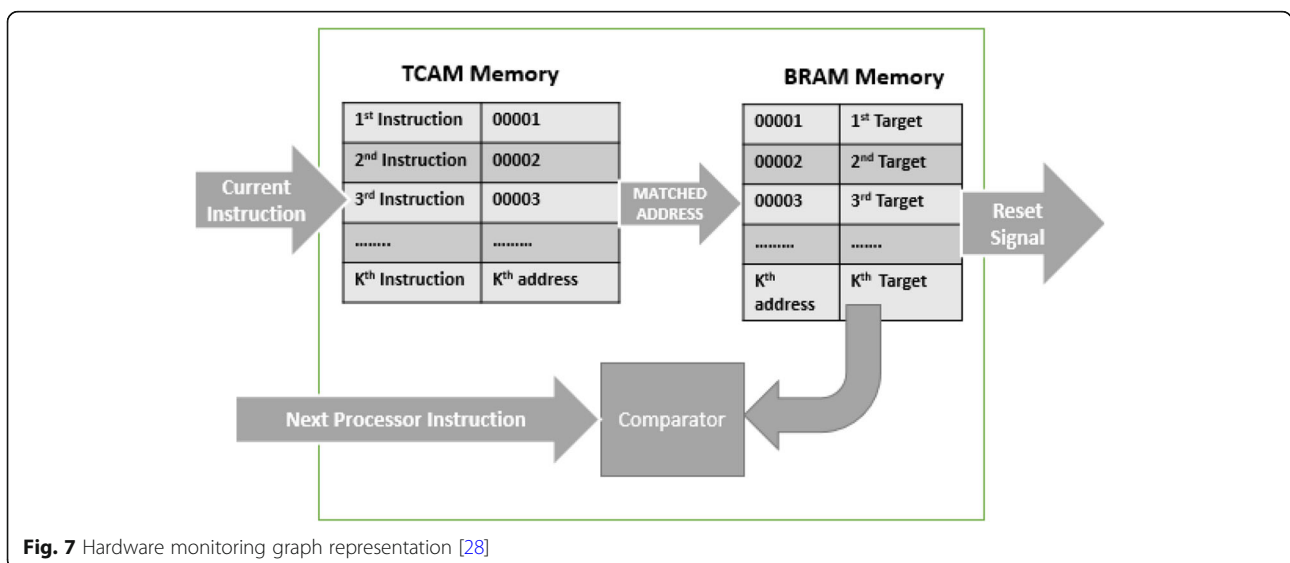 TCAM Memory
BRAM Memory
1st Instruction 00001
2nd Instruction 00002
3rd Instruction 00003
........ .........
Kth Instruction Kth address
00001 1st Target
00002 2nd Target
00003 3rd Target
......... .......
Kth
address
Kth Target
Current
Instruction
MATCHED
ADDRESS
Reset
Signal
Next Processor Instruction
Comparator
Fig. 7 Hardware monitoring graph representation [28]